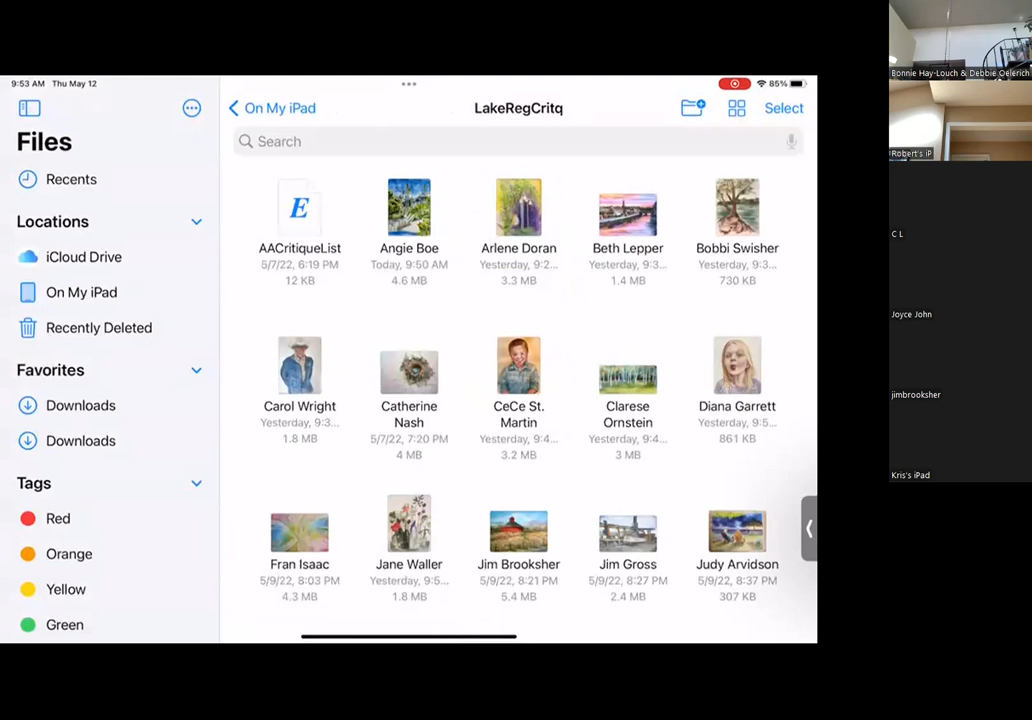 9:53 AM Thu May 12
85%
Files
Recents
Locations
iCloud Drive
On My iPad
Recently Deleted
Favorites
Downloads
Downloads
Tags
Red
Orange
Yellow
Green
On My iPad
LakeRegCritq
Select
Search
E
AACritiqueList
5/7/22, 6:19 PM
12 KB
Angie Boe
Today, 9:50 AM
4.6 MB
Arlene Doran
Yesterday, 9:2...
3.3 MB
Beth Lepper
Yesterday, 9:3...
1.4 MB
Bobbi Swisher
Yesterday, 9:3...
730 KB
Carol Wright
Yesterday, 9:3...
1.8 MB
Catherine
Nash
5/7/22, 7:20 PM
4 MB
CeCe St.
Martin
Yesterday, 9:4...
3.2 MB
Clarese
Ornstein
Yesterday, 9:4...
3 MB
Diana Garrett
Yesterday, 9:5...
861 KB
Fran Isaac
5/9/22, 8:03 PM
4.3 MB
Jane Waller
Yesterday, 9:5...
1.8 MB
Jim Brooksher
5/9/22, 8:21 PM
5.4 MB
Jim Gross
5/9/22, 8:27 PM
2.4 MB
Judy Arvidson
5/9/22, 8:37 PM
307 KB
Bonnie Hay-Louch & Debbie Oelerich
Robert's iP
C L
Joyce John
jimbrooksher
Kris's iPad